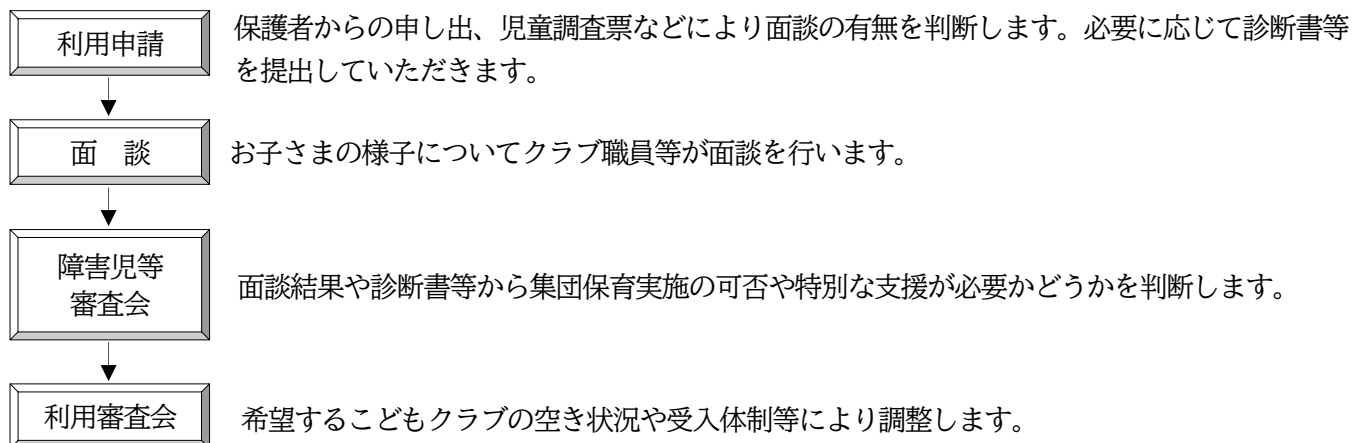 利用申請
保護者からの申し出、児童調査票などにより面談の有無を判断します。必要に応じて診断書等
を提出していただきます。
面　談
お子さまの様子についてクラブ職員等が面談を行います。
障害児等
審査会
面談結果や診断書等から集団保育実施の可否や特別な支援が必要かどうかを判断します。
利用審査会
希望するこどもクラブの空き状況や受入体制等により調整します。